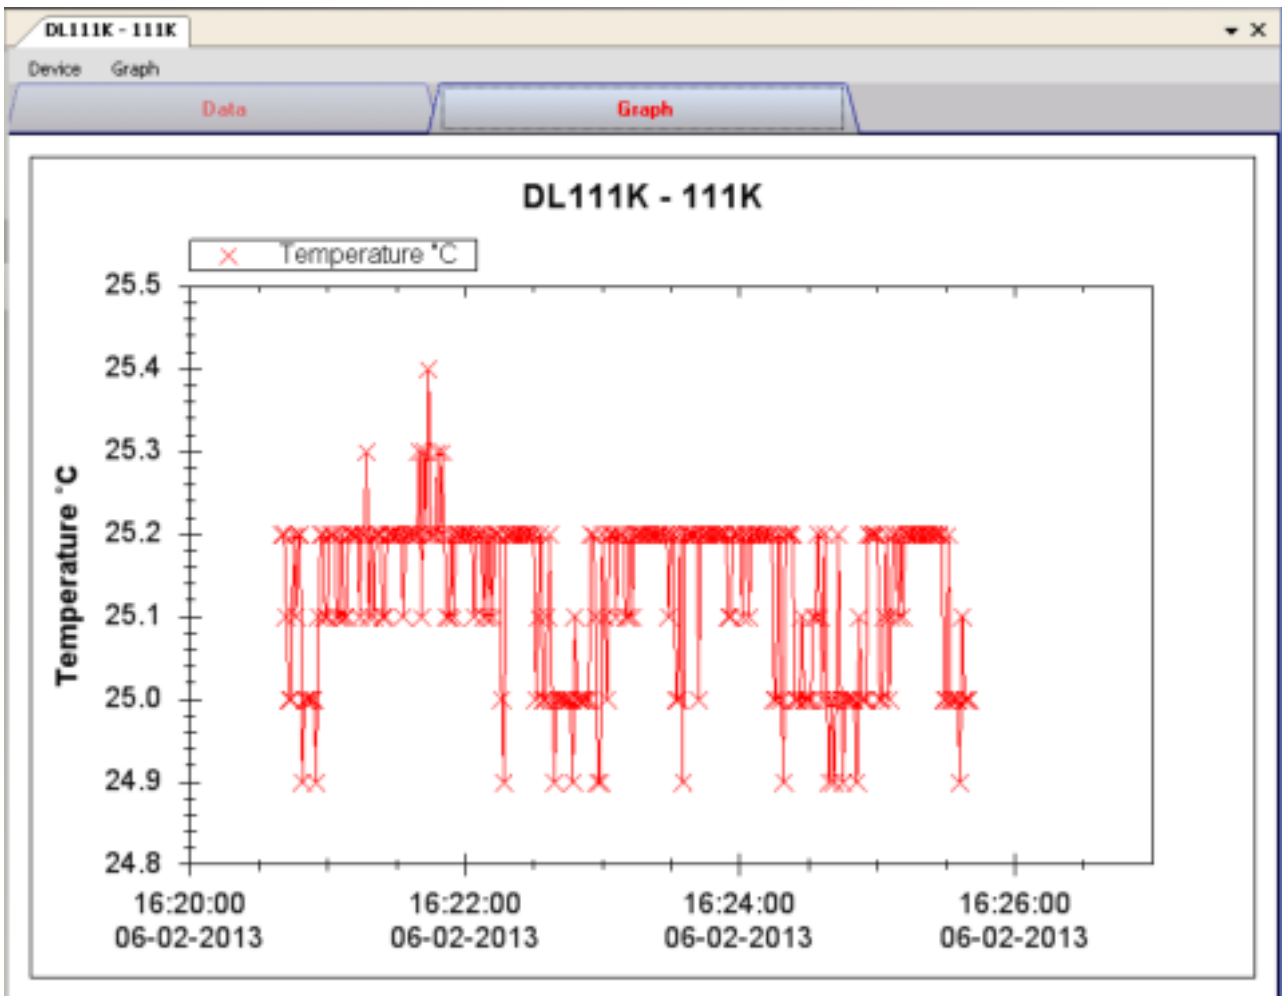 DL111K - 111K
Device Graph
Data Graph
DL111K - 111K
Temperature °C
25.5
25.4
25.3
25.2
25.1
25.0
24.9
24.8
Temperature °C
16:20:00 16:22:00 16:24:00 16:26:00
06-02-2013 06-02-2013 06-02-2013 06-02-2013